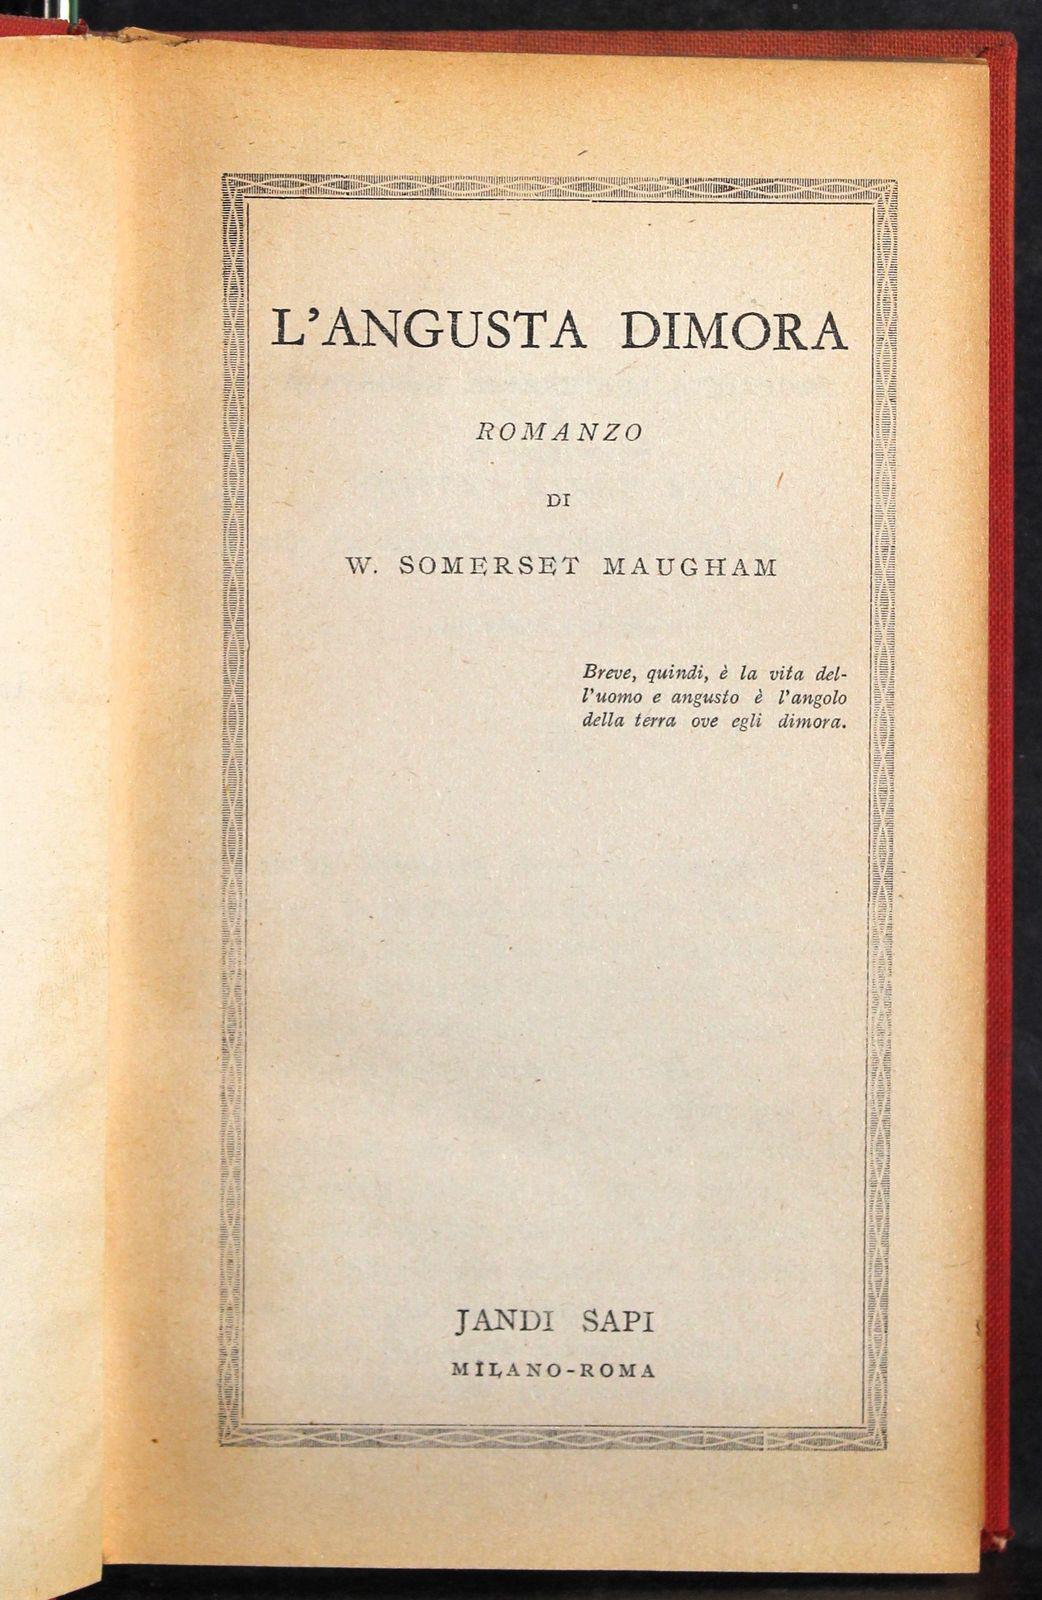 L'ANGUSTA DIMORA
ROMANZO
DI
W. SOMERSET MAUGHAM
Breve, quindi, è la vita del-
l'uomo e angusto è l'angolo
della terra ove egli dimora.
JANDI SAPI
MILANO-ROMA